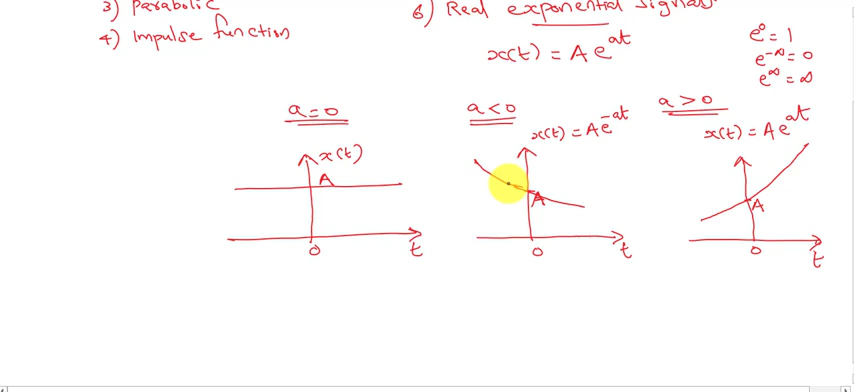 3) Parabolic
4) Impulse function
6) Real exponential signals
x(t) = A e^at
e^0 = 1
e^-∞ = 0
e^∞ = ∞
a = 0
x(t)
A
0
t
a < 0
x(t) = A e^-at
A
0
t
a > 0
x(t) = A e^at
A
0
t